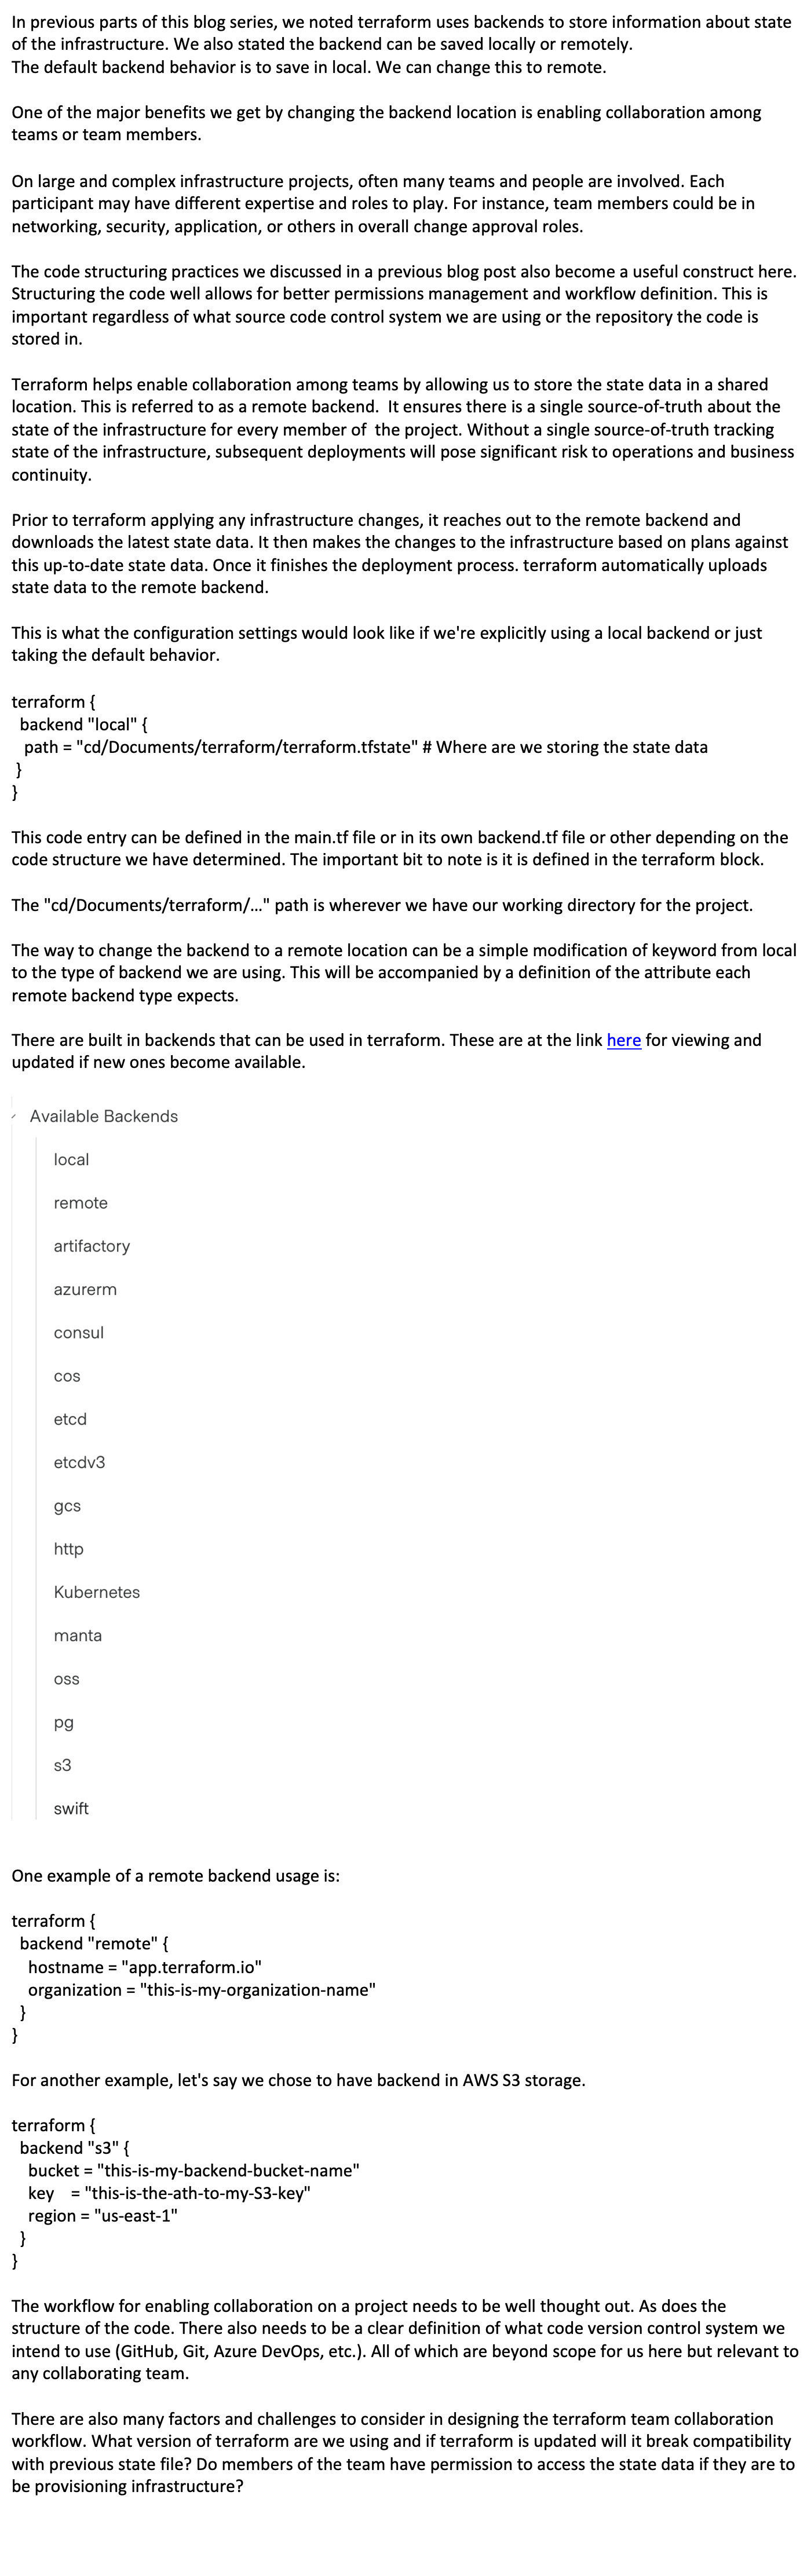 In previous parts of this blog series, we noted terraform uses backends to store information about state
of the infrastructure. We also stated the backend can be saved locally or remotely.
The default backend behavior is to save in local. We can change this to remote.
One of the major benefits we get by changing the backend location is enabling collaboration among
teams or team members.
On large and complex infrastructure projects, often many teams and people are involved. Each
participant may have different expertise and roles to play. For instance, team members could be in
networking, security, application, or others in overall change approval roles.
The code structuring practices we discussed in a previous blog post also become a useful construct here.
Structuring the code well allows for better permissions management and workflow definition. This is
important regardless of what source code control system we are using or the repository the code is
stored in.
Terraform helps enable collaboration among teams by allowing us to store the state data in a shared
location. This is referred to as a remote backend.  It ensures there is a single source-of-truth about the
state of the infrastructure for every member of  the project. Without a single source-of-truth tracking
state of the infrastructure, subsequent deployments will pose significant risk to operations and business
continuity.
Prior to terraform applying any infrastructure changes, it reaches out to the remote backend and
downloads the latest state data. It then makes the changes to the infrastructure based on plans against
this up-to-date state data. Once it finishes the deployment process. terraform automatically uploads
state data to the remote backend.
This is what the configuration settings would look like if we're explicitly using a local backend or just
taking the default behavior.
terraform {
backend "local" {
path = "cd/Documents/terraform/terraform.tfstate" # Where are we storing the state data
}
}
This code entry can be defined in the main.tf file or in its own backend.tf file or other depending on the
code structure we have determined. The important bit to note is it is defined in the terraform block.
The "cd/Documents/terraform/..." path is wherever we have our working directory for the project.
The way to change the backend to a remote location can be a simple modification of keyword from local
to the type of backend we are using. This will be accompanied by a definition of the attribute each
remote backend type expects.
There are built in backends that can be used in terraform. These are at the link here for viewing and
updated if new ones become available.
Available Backends
local
remote
artifactory
azurerm
consul
cos
etcd
etcdv3
gcs
http
Kubernetes
manta
oss
pg
s3
swift
One example of a remote backend usage is:
terraform {
backend "remote" {
hostname = "app.terraform.io"
organization = "this-is-my-organization-name"
}
}
For another example, let's say we chose to have backend in AWS S3 storage.
terraform {
backend "s3" {
bucket = "this-is-my-backend-bucket-name"
key    = "this-is-the-ath-to-my-S3-key"
region = "us-east-1"
}
}
The workflow for enabling collaboration on a project needs to be well thought out. As does the
structure of the code. There also needs to be a clear definition of what code version control system we
intend to use (GitHub, Git, Azure DevOps, etc.). All of which are beyond scope for us here but relevant to
any collaborating team.
There are also many factors and challenges to consider in designing the terraform team collaboration
workflow. What version of terraform are we using and if terraform is updated will it break compatibility
with previous state file? Do members of the team have permission to access the state data if they are to
be provisioning infrastructure?